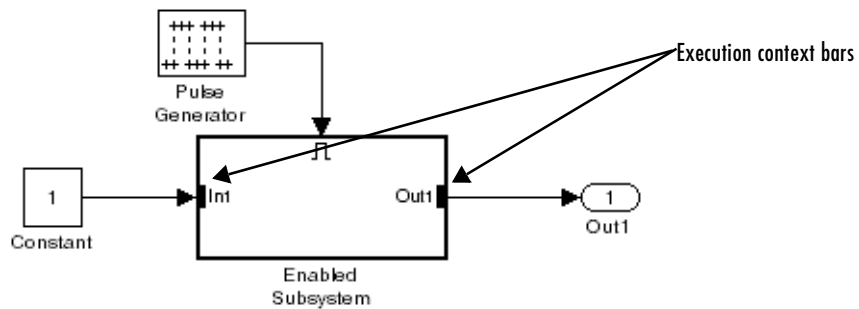 Execution context bars
Pulse
Generator
1
Constant
In1
Out1
1
Out1
Enabled
Subsystem